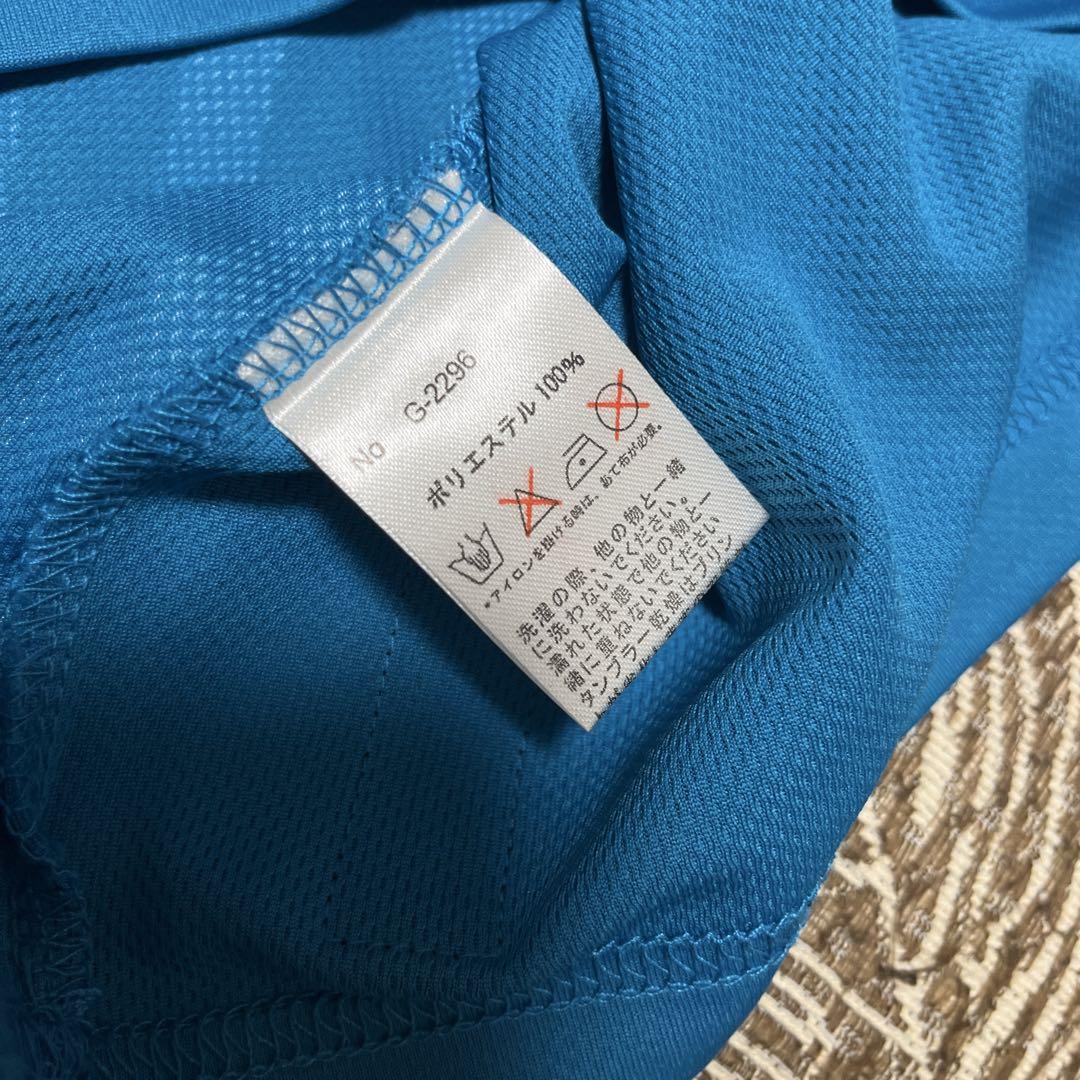 No G-2296
ポリエステル 100%
*アイロンを掛ける時は、あて布が必要。
洗濯の際、他の物と一緒
に洗わないでください。
濡れた状態で他の物と一
緒に重ねないでください
タンブラー乾燥はプリン